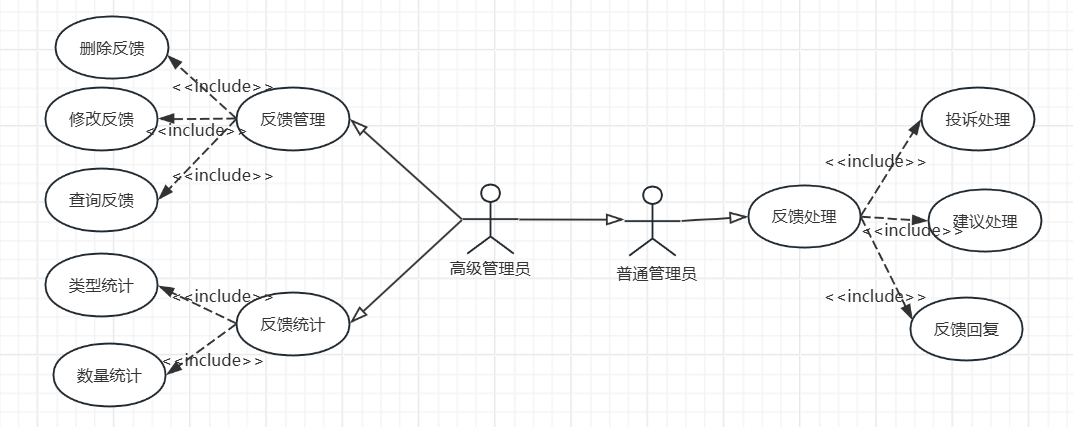 删除反馈
<<include>>
修改反馈
<<include>>
反馈管理
查询反馈
<<include>>
高级管理员
普通管理员
类型统计
<<include>>
反馈统计
数量统计
<<include>>
反馈处理
投诉处理
<<include>>
建议处理
<<include>>
反馈回复
<<include>>